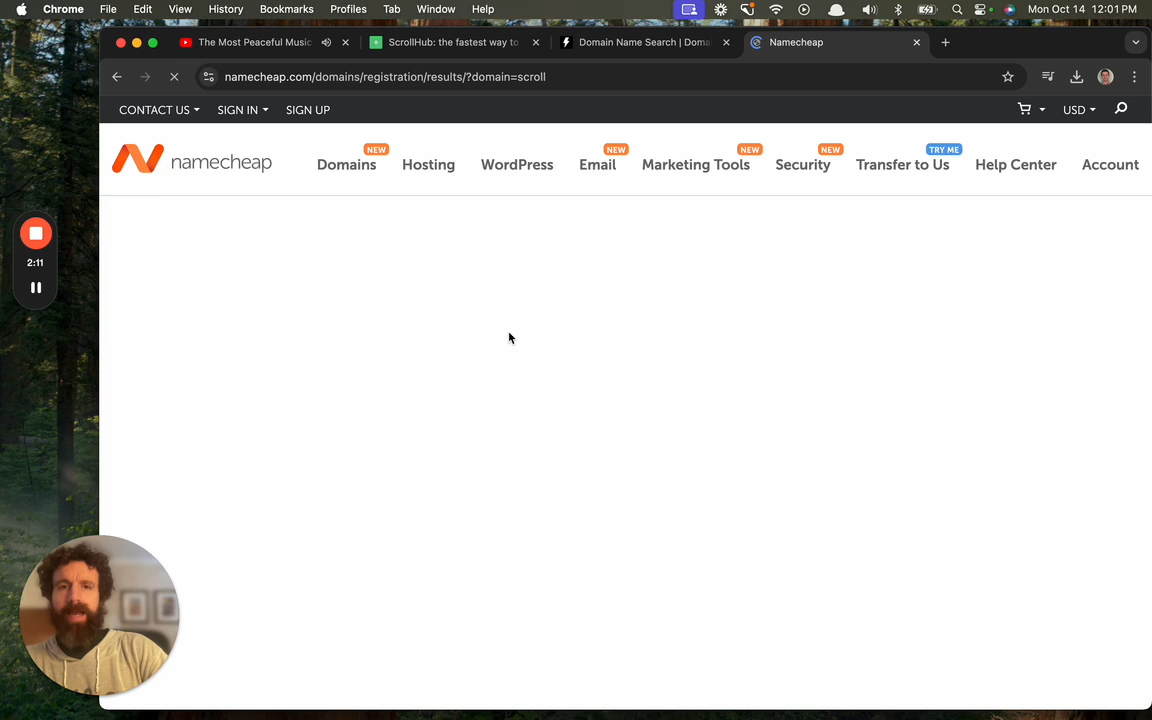 Chrome File Edit View History Bookmarks Profiles Tab Window Help Mon Oct 14 12:01 PM
The Most Peaceful Music ScrollHub: the fastest way to Domain Name Search | Doma Namecheap
namecheap.com/domains/registration/results/?domain=scroll
CONTACT US SIGN IN SIGN UP USD
NEW NEW NEW NEW TRY ME
namecheap Domains Hosting WordPress Email Marketing Tools Security Transfer to Us Help Center Account
2:11